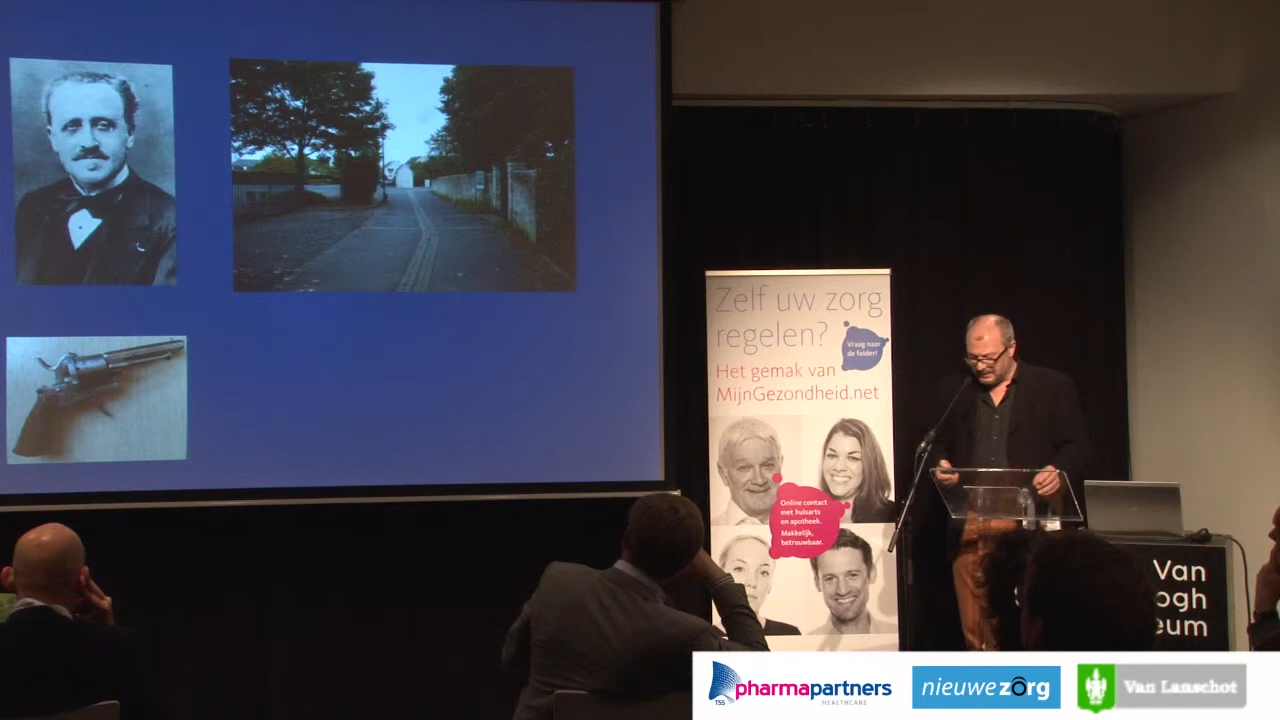 Zelf uw zorg
regelen?
Vraag naar
de folder!
Het gemak van
MijnGezondheid.net
Online contact
met huisarts
en apotheek.
Makkelijk,
betrouwbaar.
Van
ogh
eum
TSS
pharmapartners
HEALTHCARE
nieuwezorg
Van Lanschot